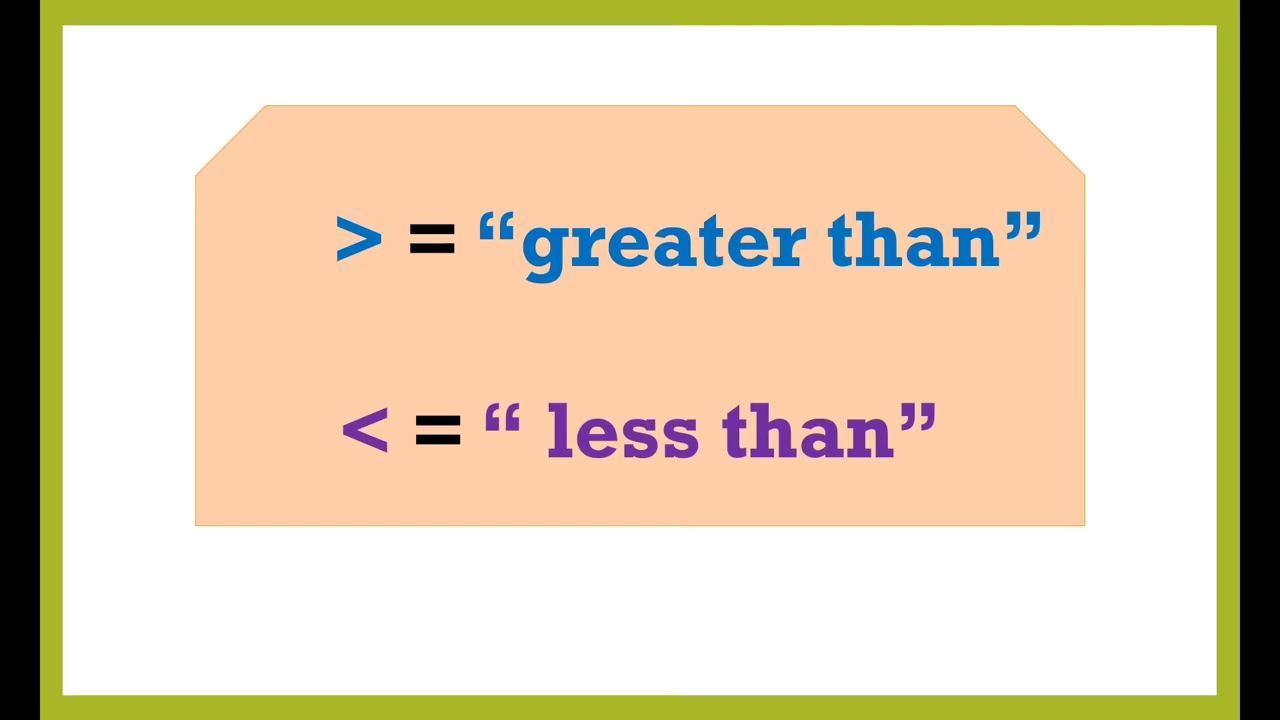 > = “greater than”
< = “ less than”